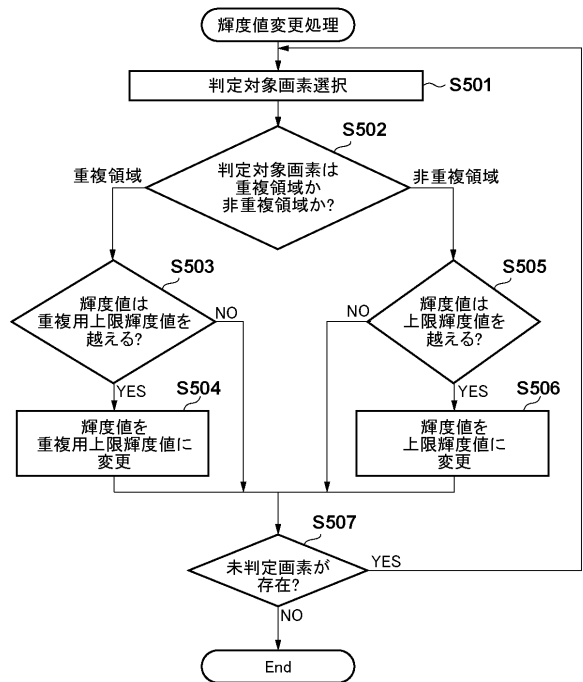 輝度値変更処理
判定対象画素選択
S501
S502
判定対象画素は
重複領域か
非重複領域か?
重複領域
非重複領域
S503
輝度値は
重複用上限輝度値を
越える?
NO
YES
S504
輝度値を
重複用上限輝度値に
変更
S505
輝度値は
上限輝度値を
越える?
NO
YES
S506
輝度値を
上限輝度値に
変更
S507
未判定画素が
存在?
YES
NO
End